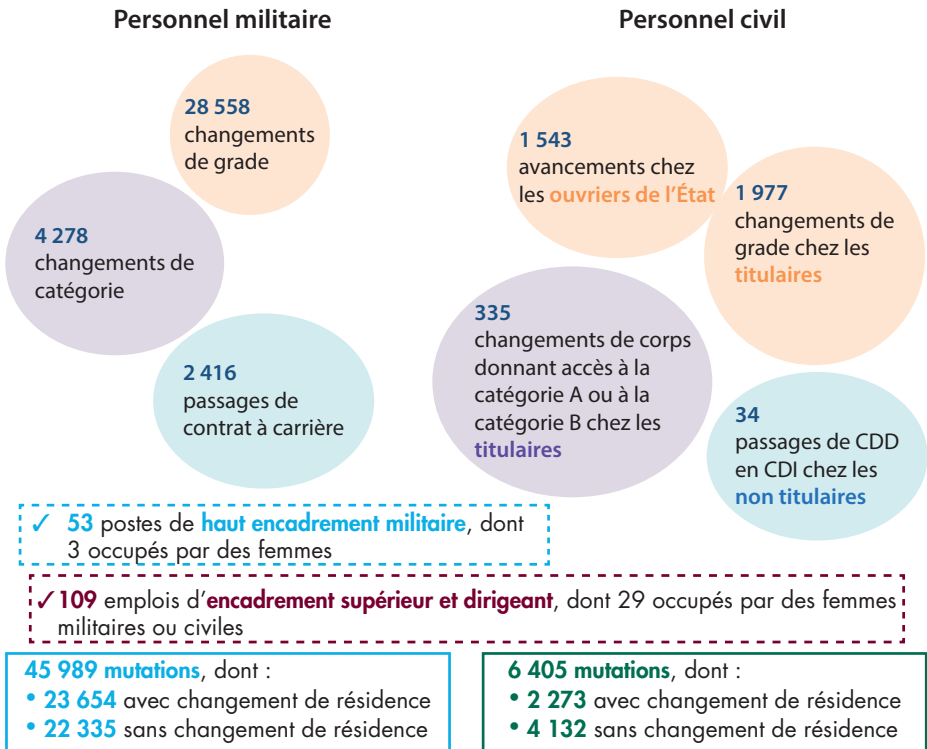 Personnel militaire
28 558
changements
de grade
4 278
changements de
catégorie
2 416
passages de
contrat à carrière
Personnel civil
1 543
avancements chez
les ouvriers de l'État
1 977
changements de
grade chez les
titulaires
335
changements de corps
donnant accès à la
catégorie A ou à la
catégorie B chez les
titulaires
34
passages de CDD
en CDI chez les
non titulaires
✓ 53 postes de haut encadrement militaire, dont
3 occupés par des femmes
✓109 emplois d'encadrement supérieur et dirigeant, dont 29 occupés par des femmes
militaires ou civiles
45 989 mutations, dont :
• 23 654 avec changement de résidence
• 22 335 sans changement de résidence
6 405 mutations, dont :
• 2 273 avec changement de résidence
• 4 132 sans changement de résidence